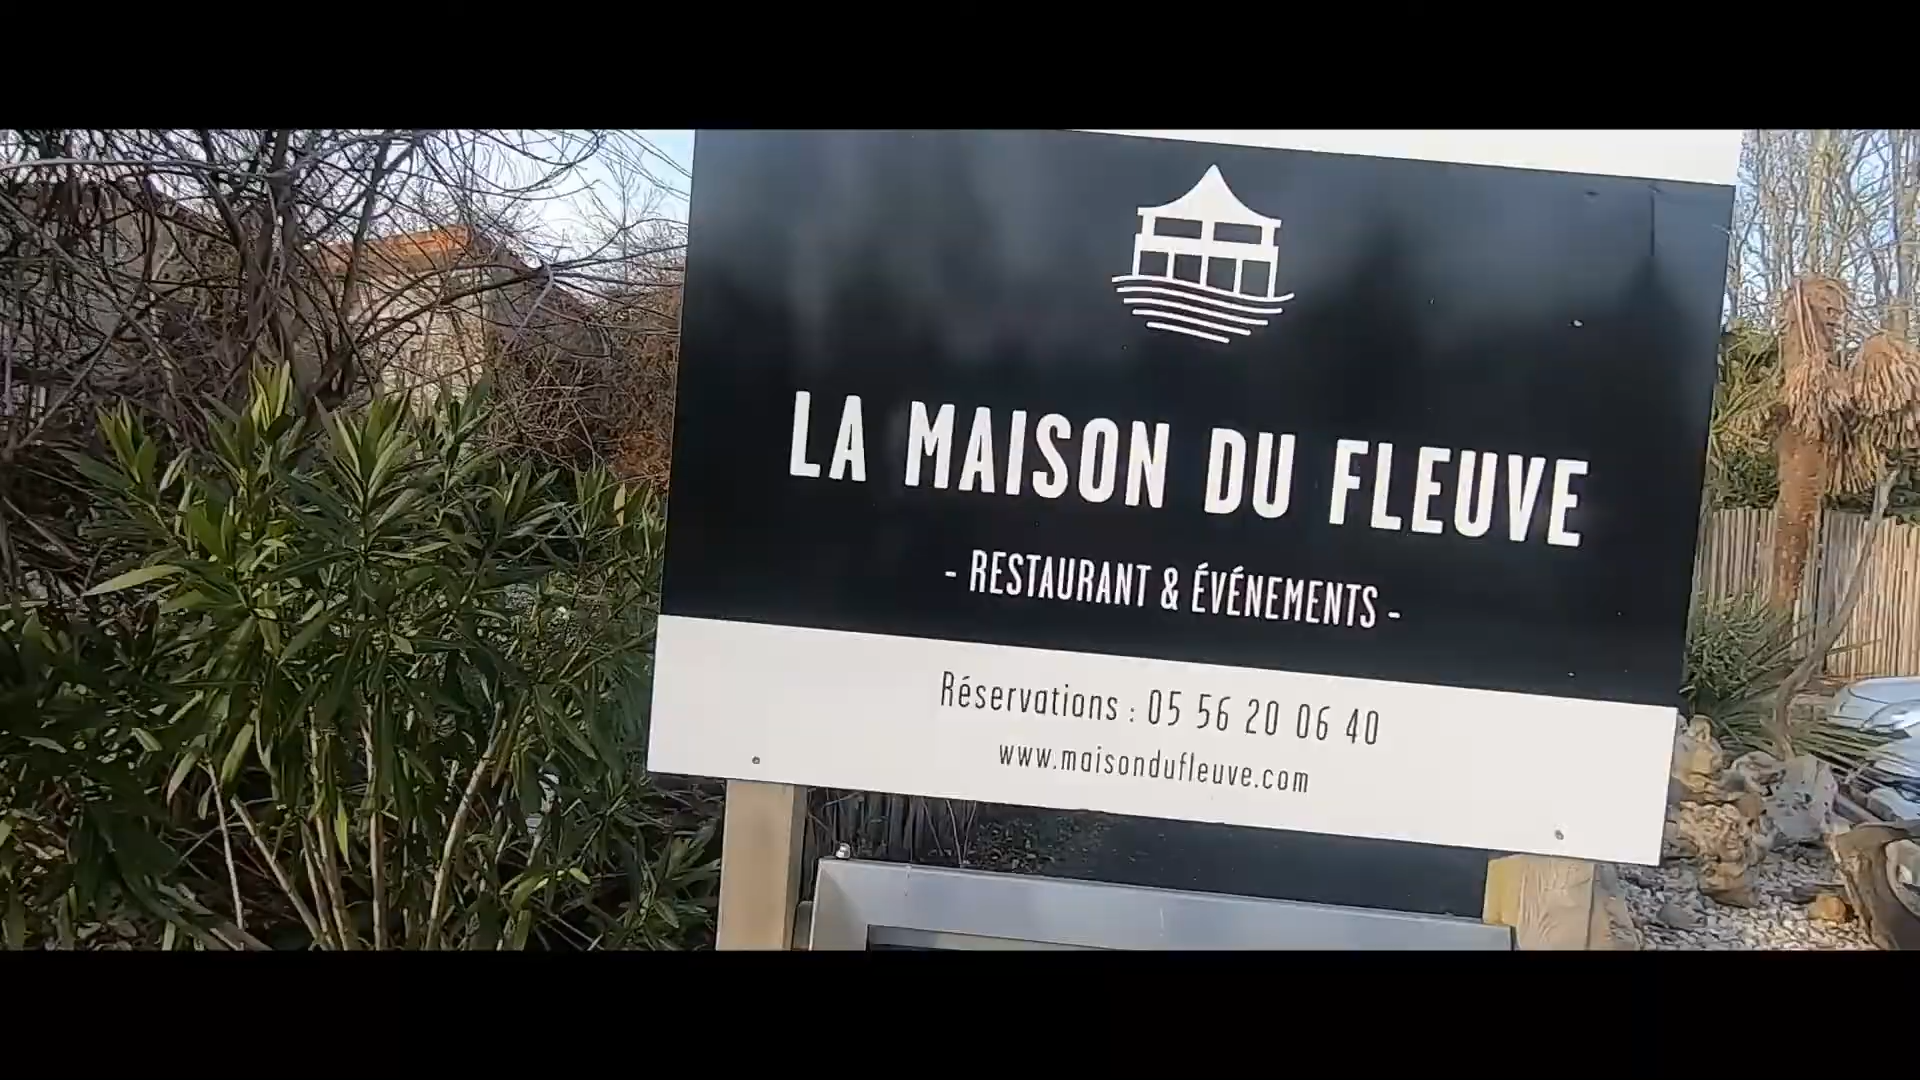 LA MAISON DU FLEUVE
- RESTAURANT & ÉVÉNEMENTS -
Réservations : 05 56 20 06 40
www.maisondufleuve.com